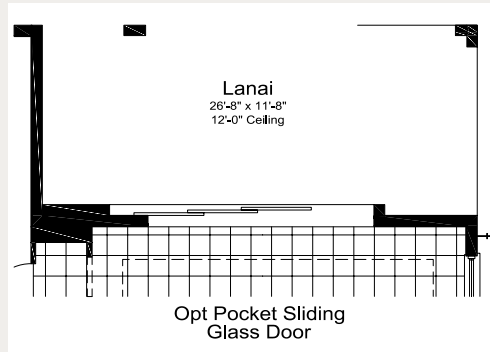 Lanai
26'-8" x 11'-8"
12'-0" Ceiling
Opt Pocket Sliding
Glass Door